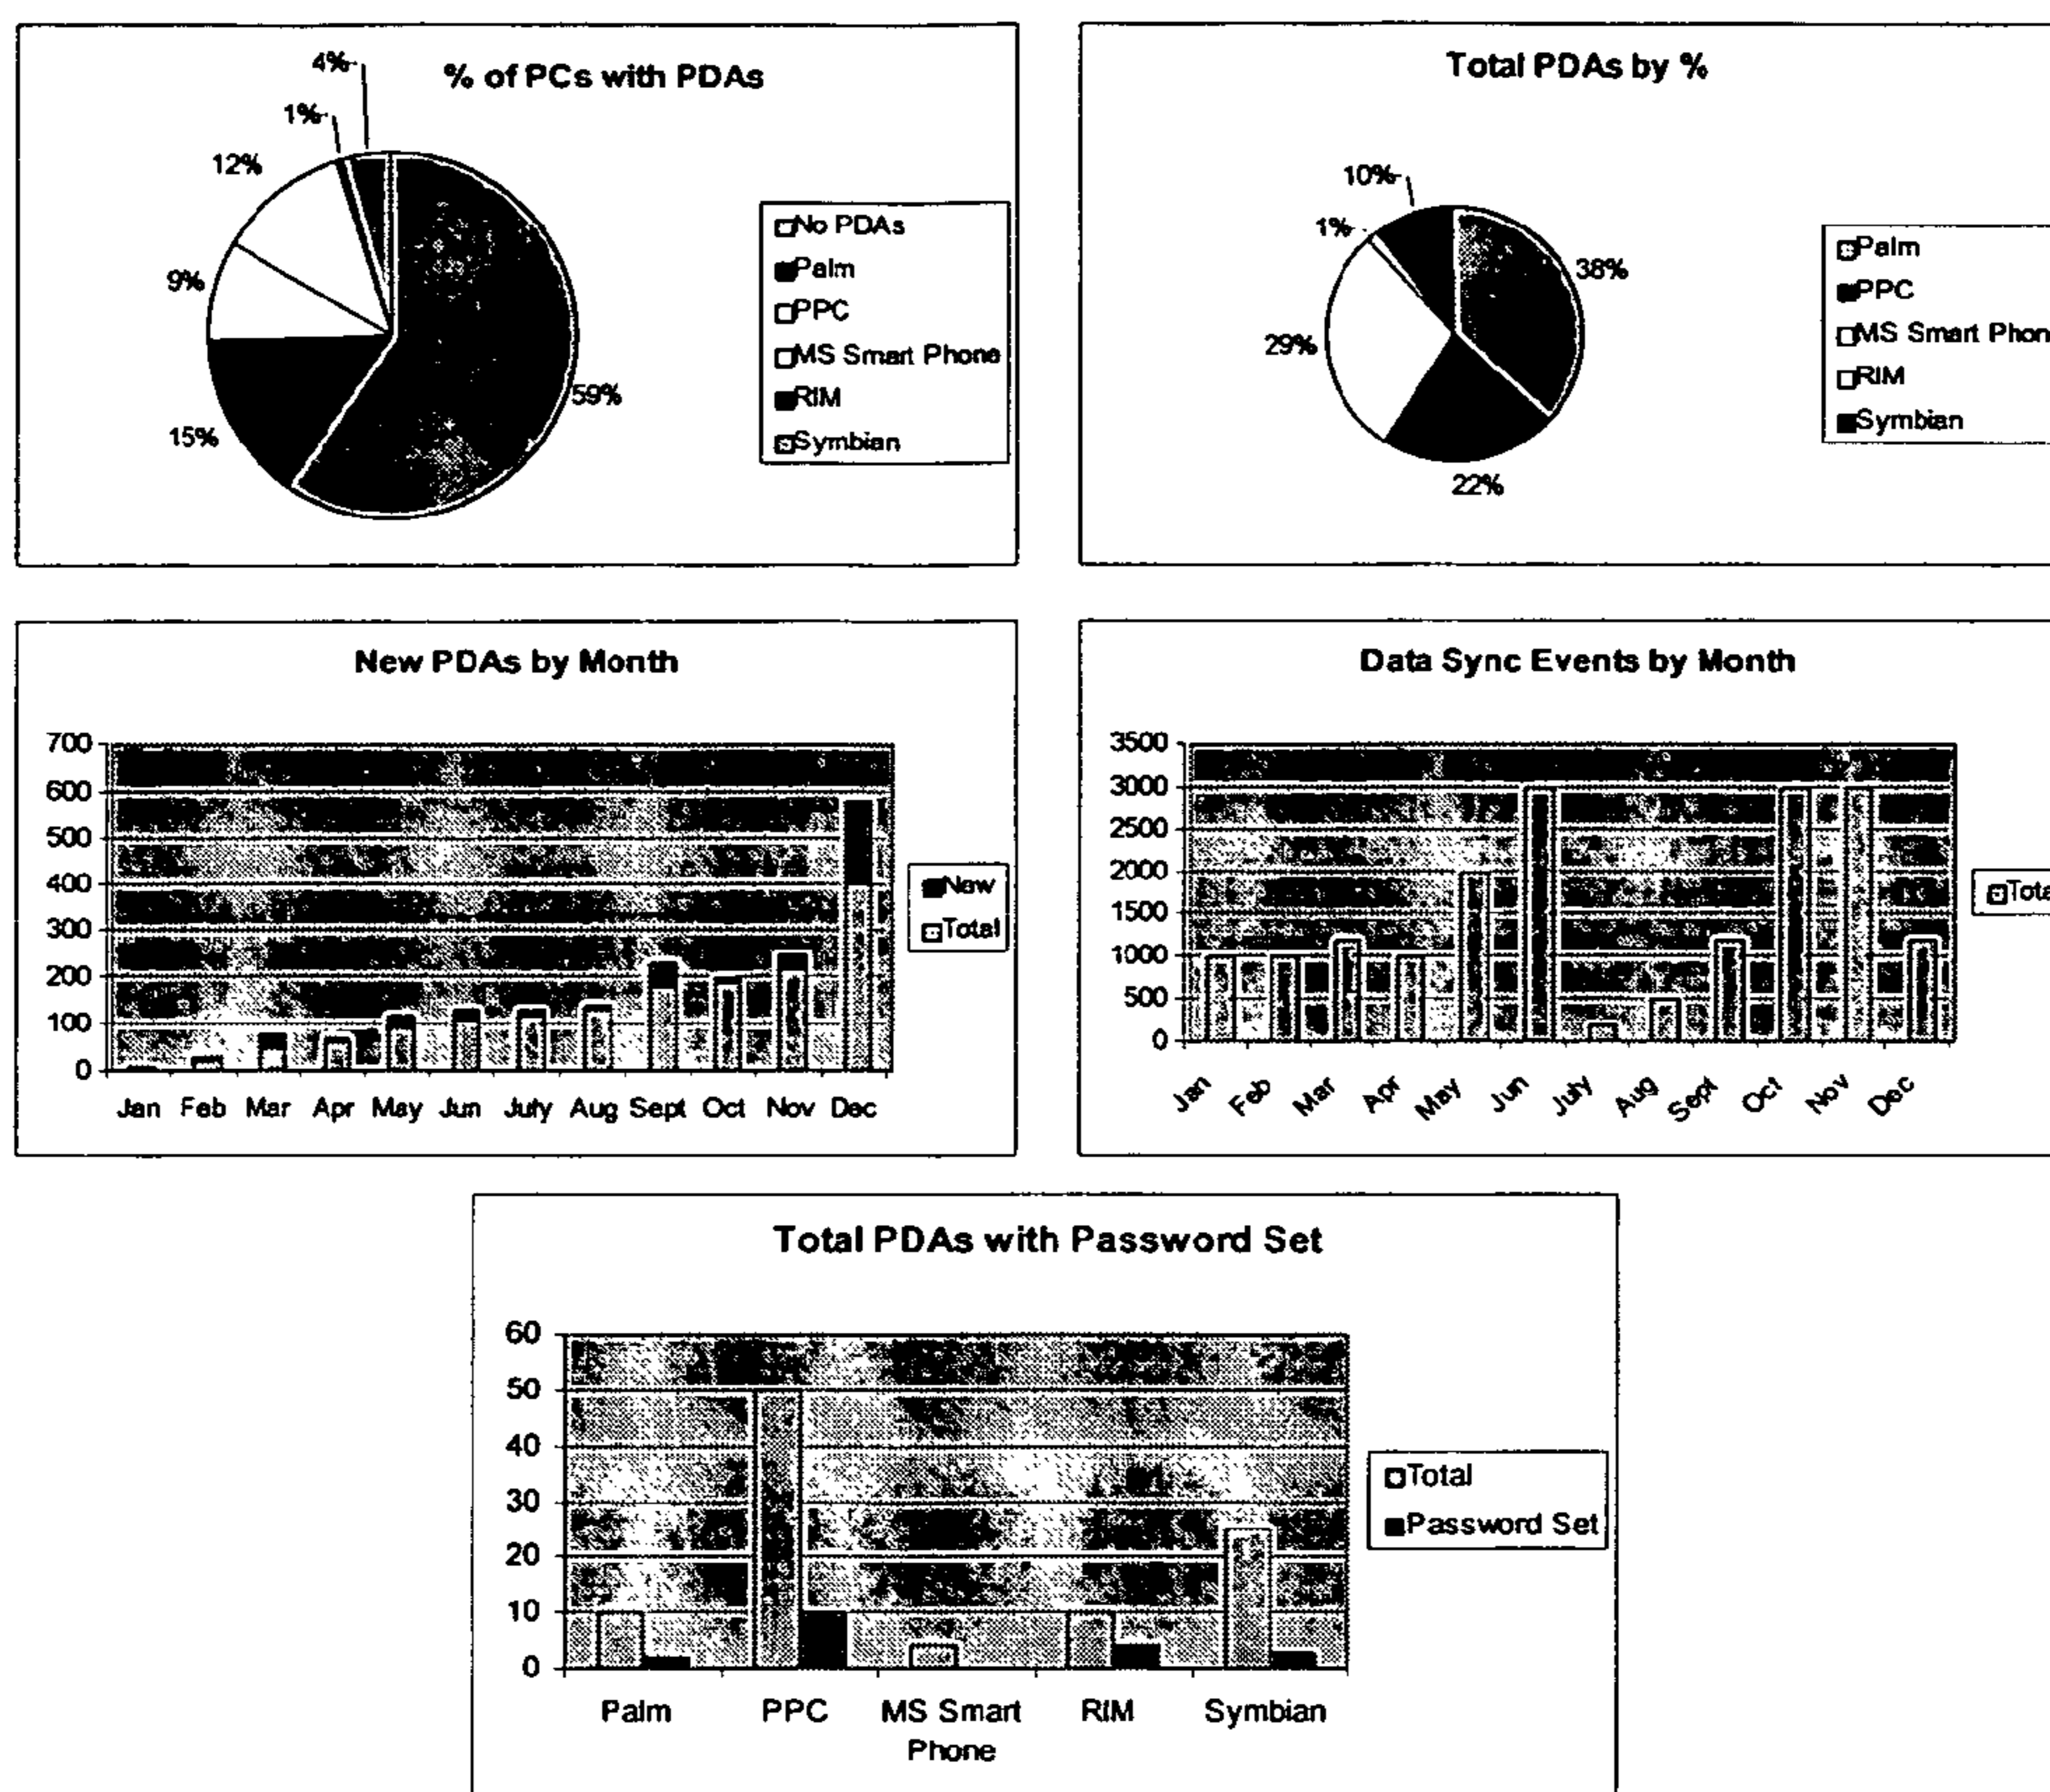 % of PCs with PDAs
4%
1%
12%
9%
15%
59%
No PDAs
Palm
PPC
MS Smart Phone
RIM
Symbian
Total PDAs by %
10%
1%
38%
29%
22%
Palm
PPC
MS Smart Phon
RIM
Symbian
New PDAs by Month
700
600
500
400
300
200
100
0
Jan Feb Mar Apr May Jun July Aug Sept Oct Nov Dec
New
Total
Data Sync Events by Month
3500
3000
2500
2000
1500
1000
500
0
Jan Feb Mar Apr May Jun July Aug Sept Oct Nov Dec
Tota
Total PDAs with Password Set
60
50
40
30
20
10
0
Palm PPC MS Smart Phone RIM Symbian
Total
Password Set